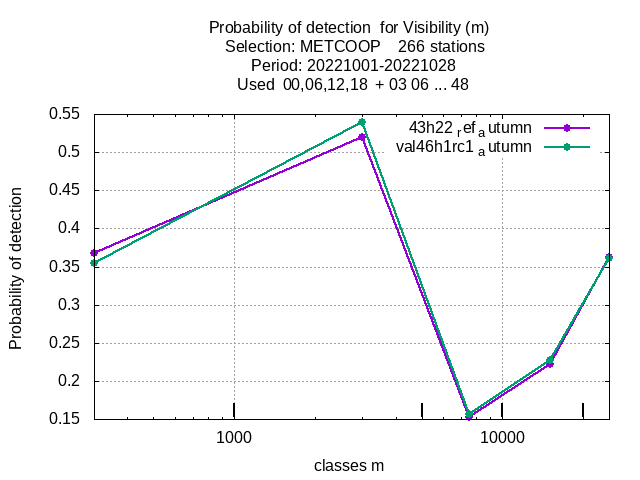 Probability of detection  for Visibility (m)
Selection: METCOOP    266 stations
Period: 20221001-20221028
Used  00,06,12,18  + 03 06 ... 48
0.55
0.5
0.45
0.4
0.35
0.3
0.25
0.2
0.15
43h22 ref autumn
val46h1rc1 autumn
Probability of detection
1000
10000
classes m